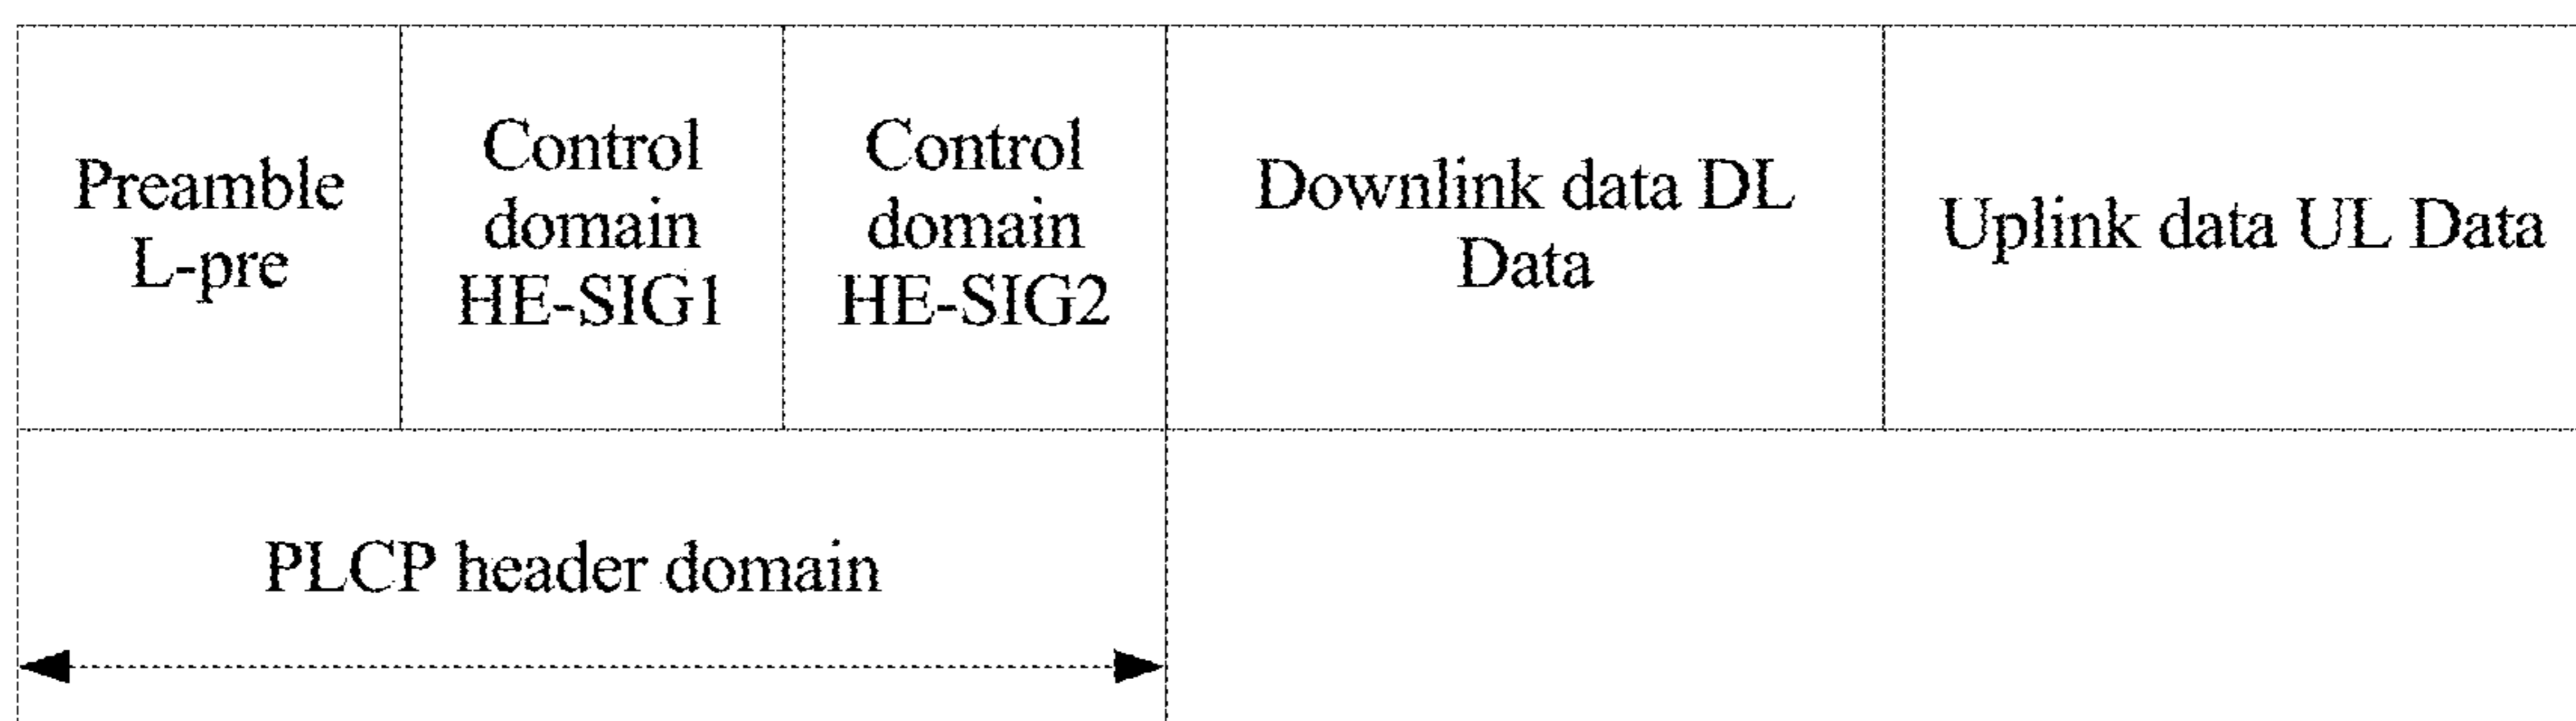 Preamble
L-pre
Control
domain
HE-SIG1
Control
domain
HE-SIG2
Downlink data DL
Data
Uplink data UL Data
PLCP header domain